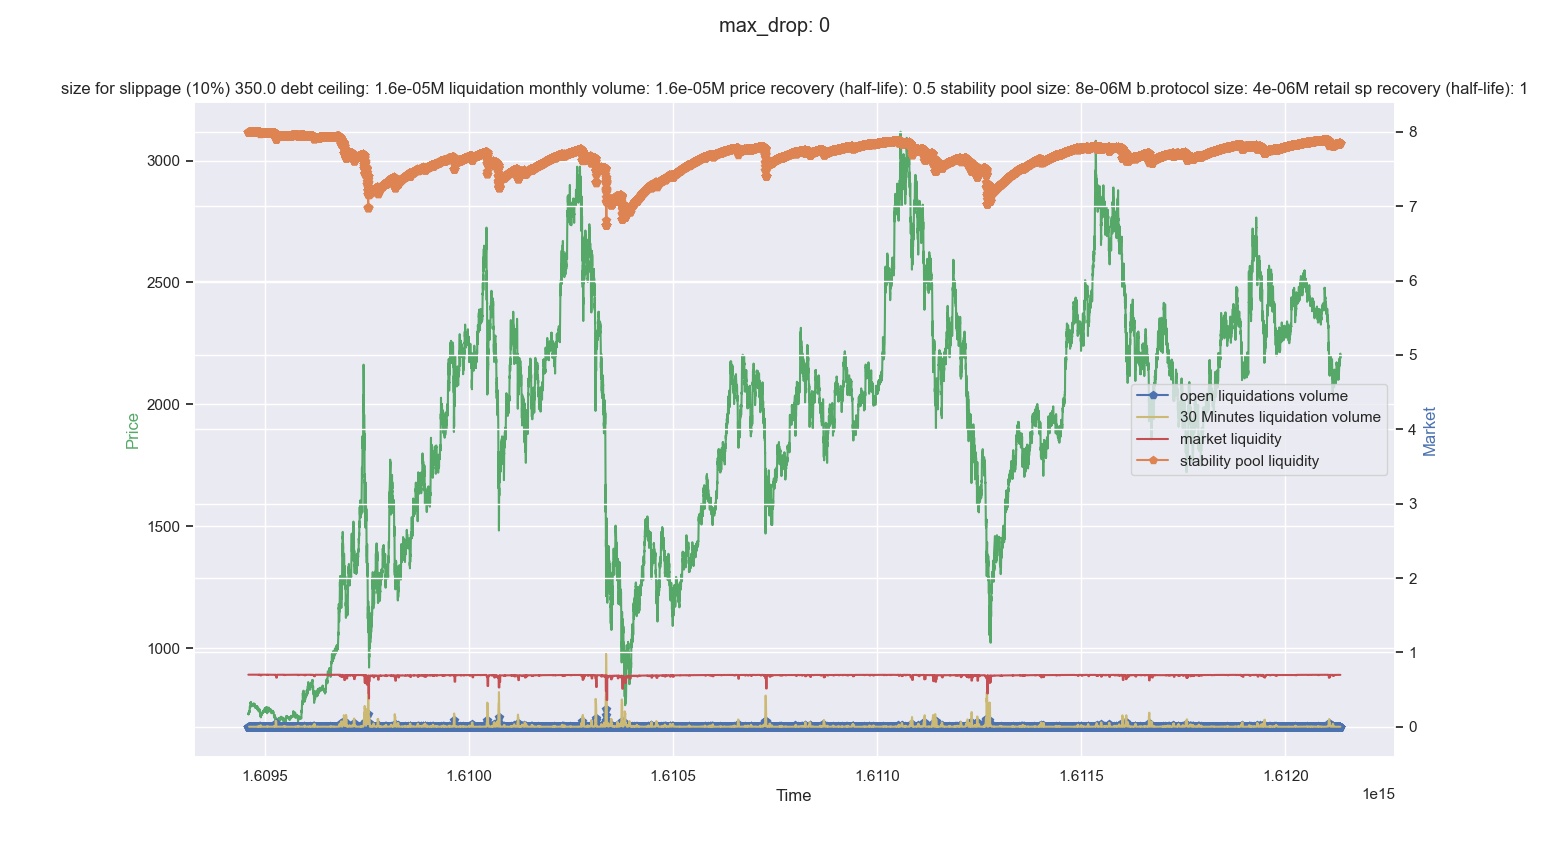 max_drop: 0
size for slippage (10%) 350.0 debt ceiling: 1.6e-05M liquidation monthly volume: 1.6e-05M price recovery (half-life): 0.5 stability pool size: 8e-06M b.protocol size: 4e-06M retail sp recovery (half-life): 1
3000
2500
2000
1500
1000
Price
8
7
6
5
4
3
2
1
0
Market
open liquidations volume
30 Minutes liquidation volume
market liquidity
stability pool liquidity
1.6095 1.6100 1.6105 1.6110 1.6115 1.6120
1e15
Time